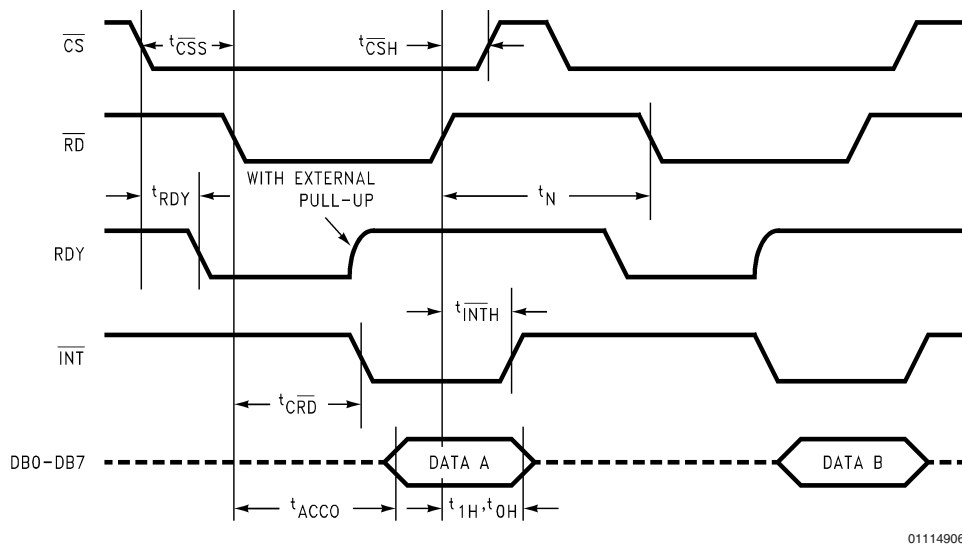 CS
tCSS
tCSH
RD
WITH EXTERNAL
PULL-UP
tRDY
tN
RDY
tINTH
INT
tCRD
DB0-DB7
DATA A
DATA B
tACC0
t1H, t0H
01114906